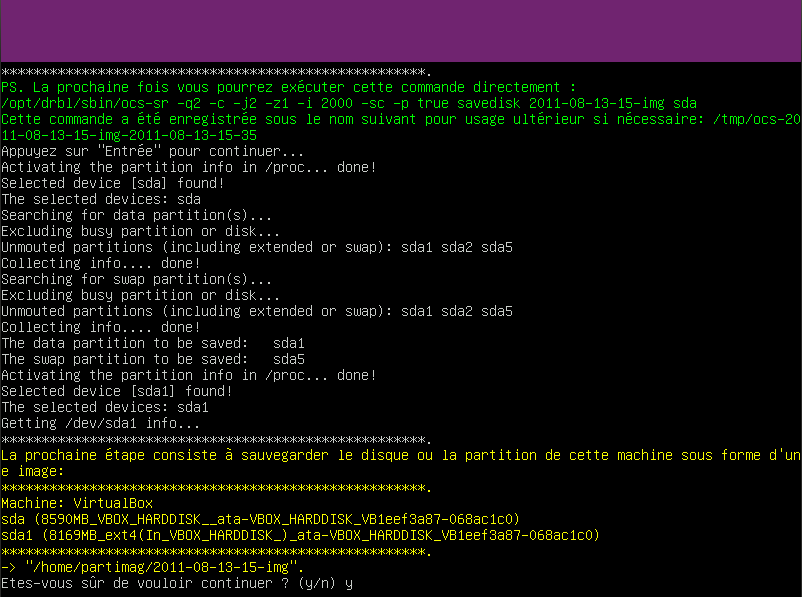 *****************************************************.
PS. La prochaine fois vous pourrez exécuter cette commande directement :
/opt/drbl/sbin/ocs-sr -q2 -c -j2 -z1 -i 2000 -sc -p true savedisk 2011-08-13-15-img sda
Cette commande a été enregistrée sous le nom suivant pour usage ultérieur si nécessaire: /tmp/ocs-20
11-08-13-15-img-2011-08-13-15-35
Appuyez sur "Entrée" pour continuer...
Activating the partition info in /proc... done!
Selected device [sda] found!
The selected devices: sda
Searching for data partition(s)...
Excluding busy partition or disk...
Unmouted partitions (including extended or swap): sda1 sda2 sda5
Collecting info.... done!
Searching for swap partition(s)...
Excluding busy partition or disk...
Unmouted partitions (including extended or swap): sda1 sda2 sda5
Collecting info.... done!
The data partition to be saved:   sda1
The swap partition to be saved:   sda5
Activating the partition info in /proc... done!
Selected device [sda1] found!
The selected devices: sda1
Getting /dev/sda1 info...
*****************************************************.
La prochaine étape consiste à sauvegarder le disque ou la partition de cette machine sous forme d'un
e image:
*****************************************************.
Machine: VirtualBox
sda (8590MB_VBOX_HARDDISK__ata-VBOX_HARDDISK_VB1eef3a87-068ac1c0)
sda1 (8169MB_ext4(In_VBOX_HARDDISK_)_ata-VBOX_HARDDISK_VB1eef3a87-068ac1c0)
*****************************************************.
-> "/home/partimag/2011-08-13-15-img".
Etes-vous sûr de vouloir continuer ? (y/n) y